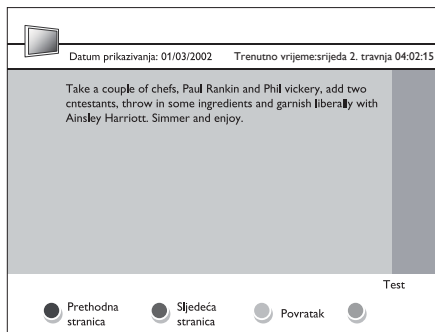 Datum prikazivanja: 01/03/2002 Trenutno vrijeme:srijeda 2. travnja 04:02:15
Take a couple of chefs, Paul Rankin and Phil vickery, add two
cntestants, throw in some ingredients and garnish liberally with
Ainsley Harriott. Simmer and enjoy.
Test
Prethodna
stranica
Sljedeća
stranica
Povratak